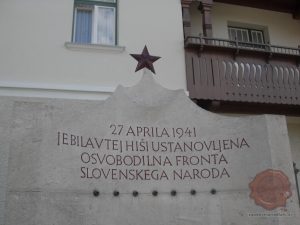 27 APRILA 1941
JE BILA V TEJ HIŠI USTANOVLJENA
OSVOBODILNA FRONTA
SLOVENSKEGA NARODA